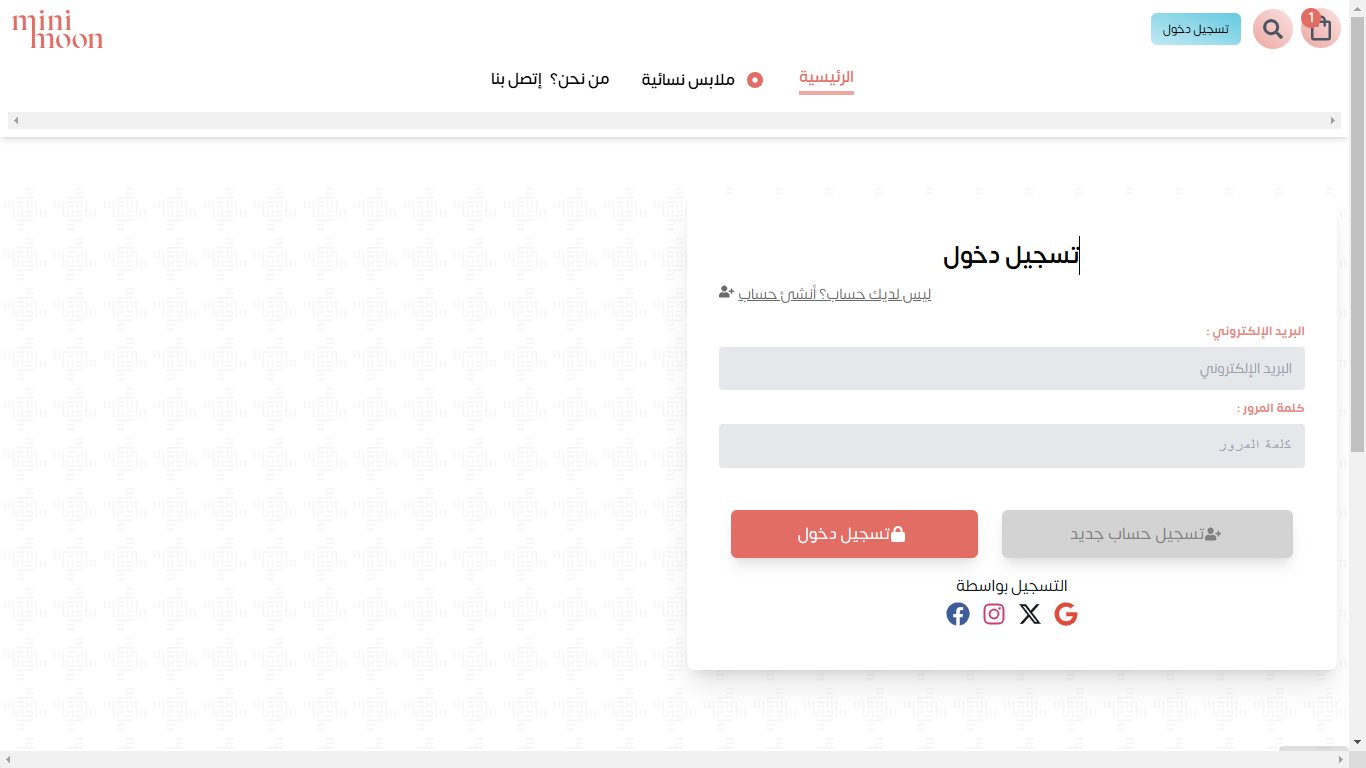 mini
moon
1
تسجيل دخول
الرئيسية
ملابس نسائية
من نحن؟
إتصل بنا
تسجيل دخول
ليس لديك حساب؟ أنشئ حساب
البريد الإلكتروني :
البريد الإلكتروني
كلمة المرور :
كلمة المرور
تسجيل حساب جديد
تسجيل دخول
التسجيل بواسطة